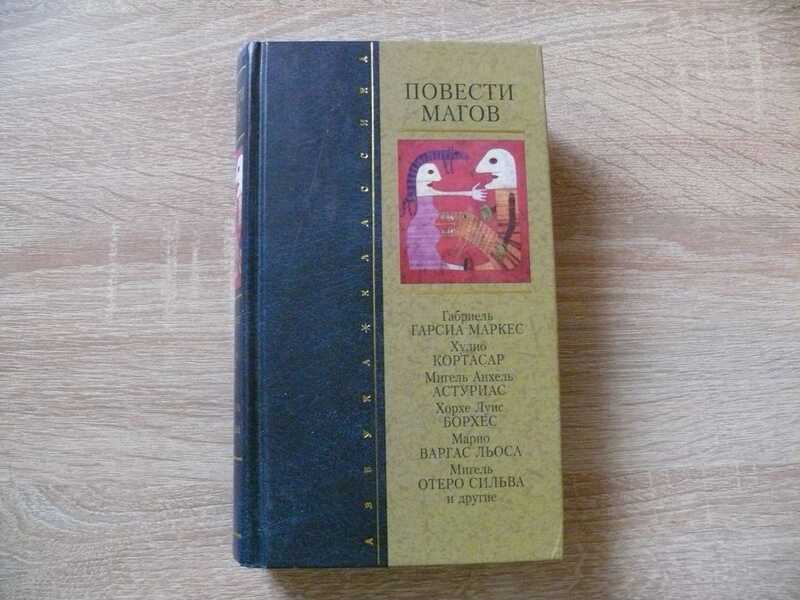 ПОВЕСТИ
МАГОВ
Габриель
ГАРСИА МАРКЕС
Хулио
КОРТАСАР
Мигель Анхель
АСТУРИАС
Хорхе Луис
БОРХЕС
Марио
ВАРГАС ЛЬОСА
Мигель
ОТЕРО СИЛЬВА
и другие
АЗБУКА*КЛАССИКА